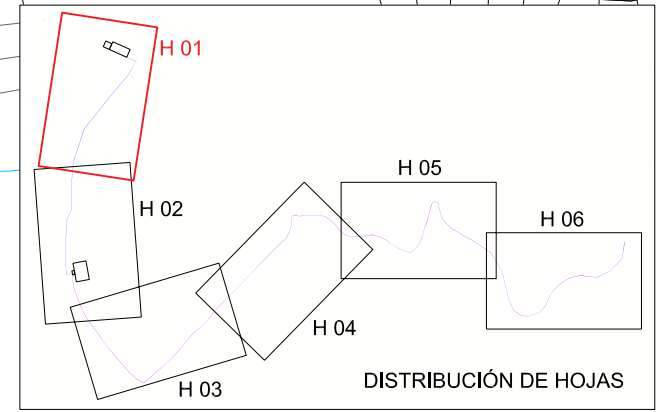 H 01
H 02
H 03
H 04
H 05
H 06
DISTRIBUCIÓN DE HOJAS